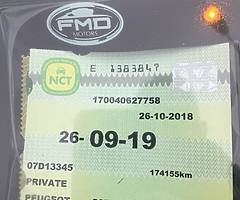 FMD
MOTORS
E 1383847
NCT
170040627758
26-10-2018
26-09-19
07D13345
174155km
PRIVATE
PEUGEOT